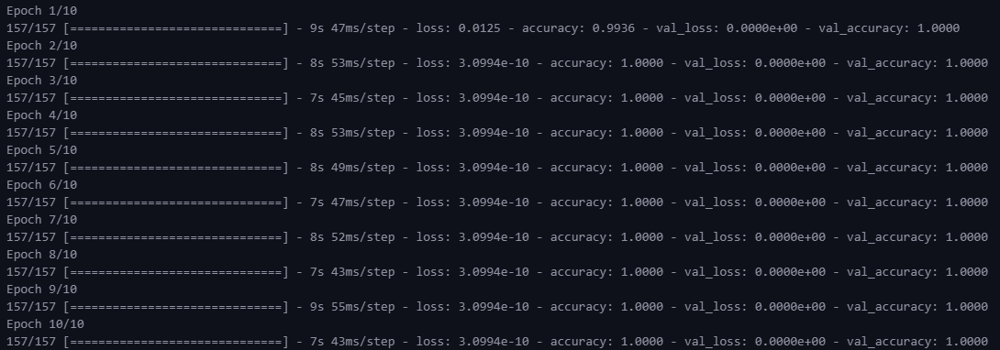 Epoch 1/10
157/157 [==============================] - 9s 47ms/step - loss: 0.0125 - accuracy: 0.9936 - val_loss: 0.0000e+00 - val_accuracy: 1.0000
Epoch 2/10
157/157 [==============================] - 8s 53ms/step - loss: 3.0994e-10 - accuracy: 1.0000 - val_loss: 0.0000e+00 - val_accuracy: 1.0000
Epoch 3/10
157/157 [==============================] - 7s 45ms/step - loss: 3.0994e-10 - accuracy: 1.0000 - val_loss: 0.0000e+00 - val_accuracy: 1.0000
Epoch 4/10
157/157 [==============================] - 8s 53ms/step - loss: 3.0994e-10 - accuracy: 1.0000 - val_loss: 0.0000e+00 - val_accuracy: 1.0000
Epoch 5/10
157/157 [==============================] - 8s 49ms/step - loss: 3.0994e-10 - accuracy: 1.0000 - val_loss: 0.0000e+00 - val_accuracy: 1.0000
Epoch 6/10
157/157 [==============================] - 7s 47ms/step - loss: 3.0994e-10 - accuracy: 1.0000 - val_loss: 0.0000e+00 - val_accuracy: 1.0000
Epoch 7/10
157/157 [==============================] - 8s 52ms/step - loss: 3.0994e-10 - accuracy: 1.0000 - val_loss: 0.0000e+00 - val_accuracy: 1.0000
Epoch 8/10
157/157 [==============================] - 7s 43ms/step - loss: 3.0994e-10 - accuracy: 1.0000 - val_loss: 0.0000e+00 - val_accuracy: 1.0000
Epoch 9/10
157/157 [==============================] - 9s 55ms/step - loss: 3.0994e-10 - accuracy: 1.0000 - val_loss: 0.0000e+00 - val_accuracy: 1.0000
Epoch 10/10
157/157 [==============================] - 7s 43ms/step - loss: 3.0994e-10 - accuracy: 1.0000 - val_loss: 0.0000e+00 - val_accuracy: 1.0000